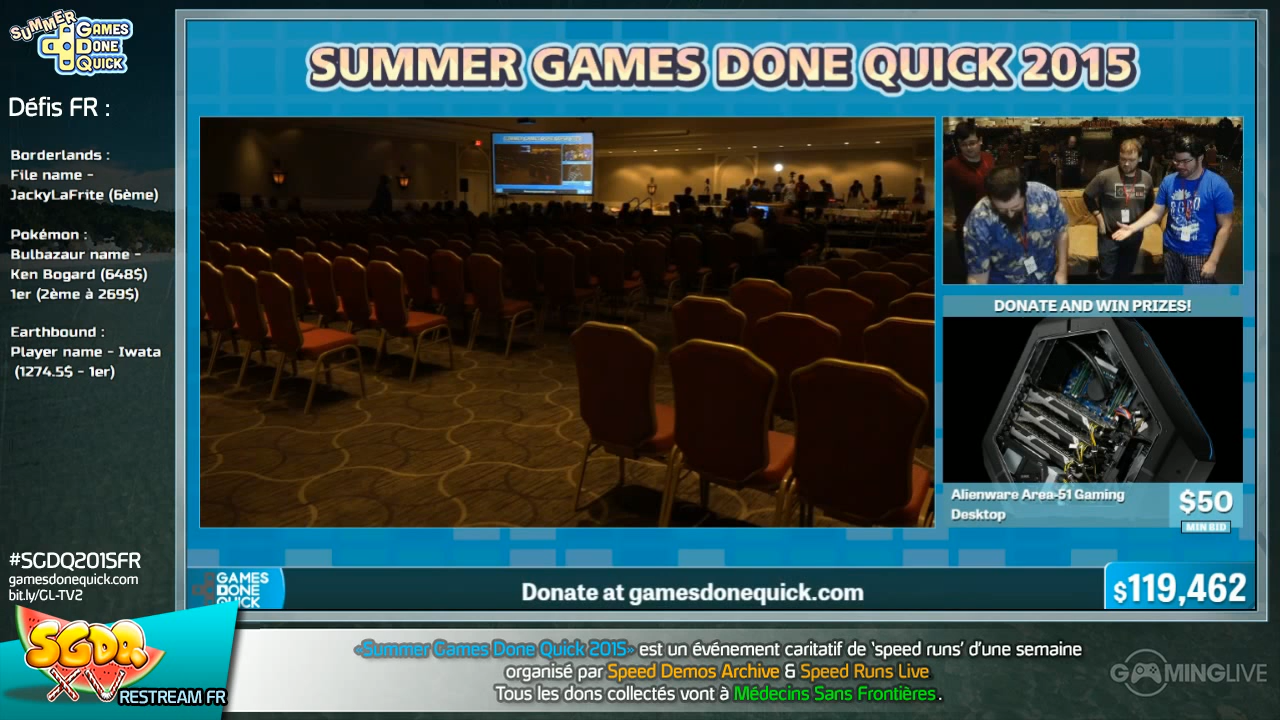 SUMMER
GAMES
DONE
QUICK
Défis FR :
Borderlands :
File name -
JackyLaFrite (6ème)
Pokémon :
Bulbazaur name -
Ken Bogard (648$)
1er (2ème à 269$)
Earthbound :
Player name - Iwata
(1274.5$ - 1er)
#SGDQ2015FR
gamesdonequick.com
bit.ly/GL-TV2
SGDQ
XV
RESTREAM FR
SUMMER GAMES DONE QUICK 2015
DONATE AND WIN PRIZES!
Alienware Area-51 Gaming
Desktop
$50
MIN BID
GAMES
DONE
QUICK
Donate at gamesdonequick.com
$119,462
«Summer Games Done Quick 2015» est un événement caritatif de 'speed runs' d'une semaine
organisé par Speed Demos Archive & Speed Runs Live
Tous les dons collectés vont à Médecins Sans Frontières.
GAMINGLIVE